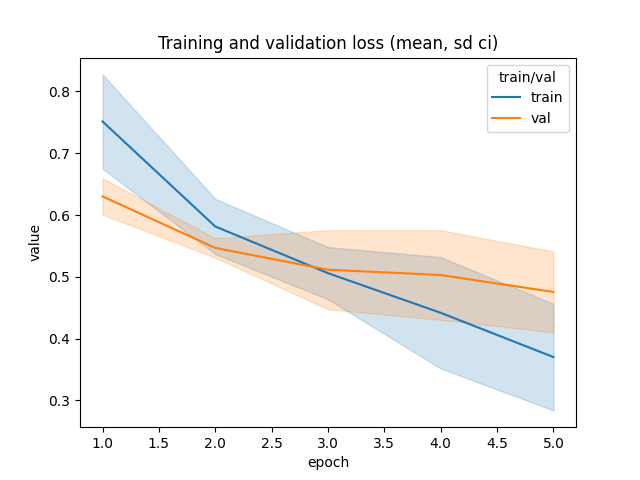 Training and validation loss (mean, sd ci)
train/val
train
val
value
0.8
0.7
0.6
0.5
0.4
0.3
1.0 1.5 2.0 2.5 3.0 3.5 4.0 4.5 5.0
epoch